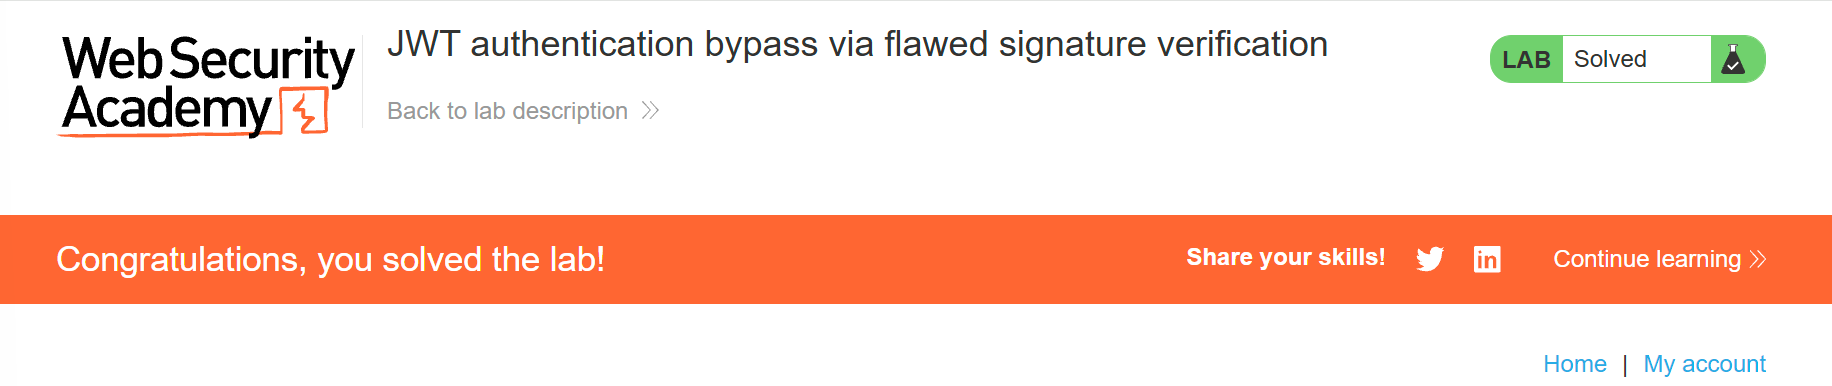 Web Security
Academy
JWT authentication bypass via flawed signature verification
Back to lab description
LAB Solved
Congratulations, you solved the lab!
Share your skills!
in
Continue learning
Home | My account